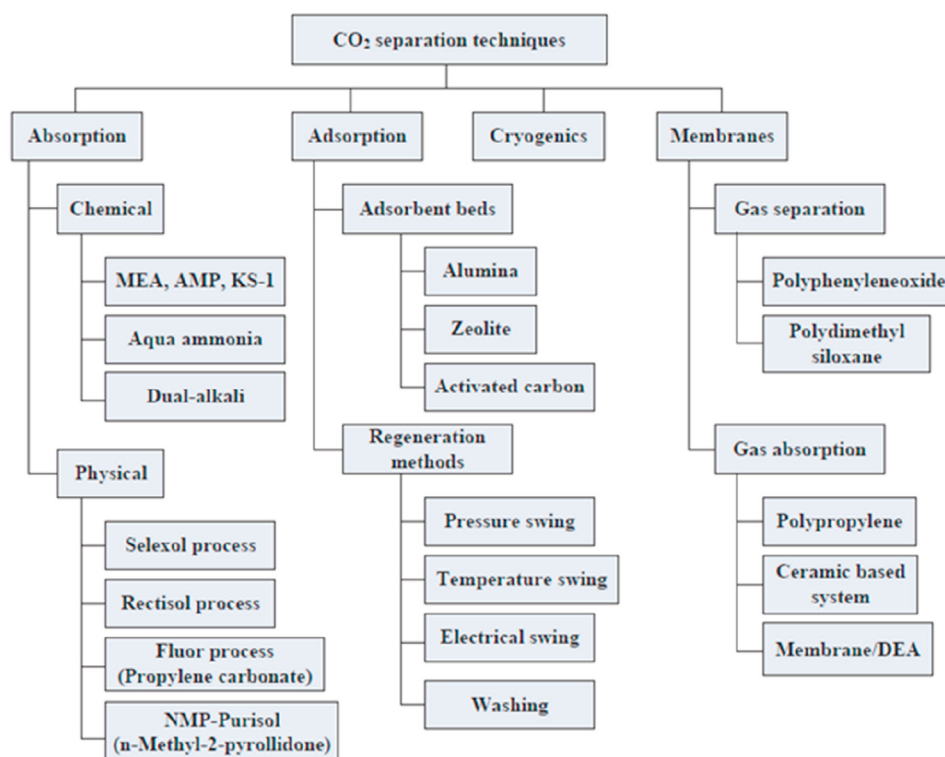 CO₂ separation techniques
Absorption
Adsorption
Cryogenics
Membranes
Chemical
MEA, AMP, KS-1
Aqua ammonia
Dual-alkali
Physical
Selexol process
Rectisol process
Fluor process
(Propylene carbonate)
NMP-Purisol
(n-Methyl-2-pyrollidone)
Adsorbent beds
Alumina
Zeolite
Activated carbon
Regeneration
methods
Pressure swing
Temperature swing
Electrical swing
Washing
Gas separation
Polyphenyleneoxide
Polydimethyl
siloxane
Gas absorption
Polypropylene
Ceramic based
system
Membrane/DEA